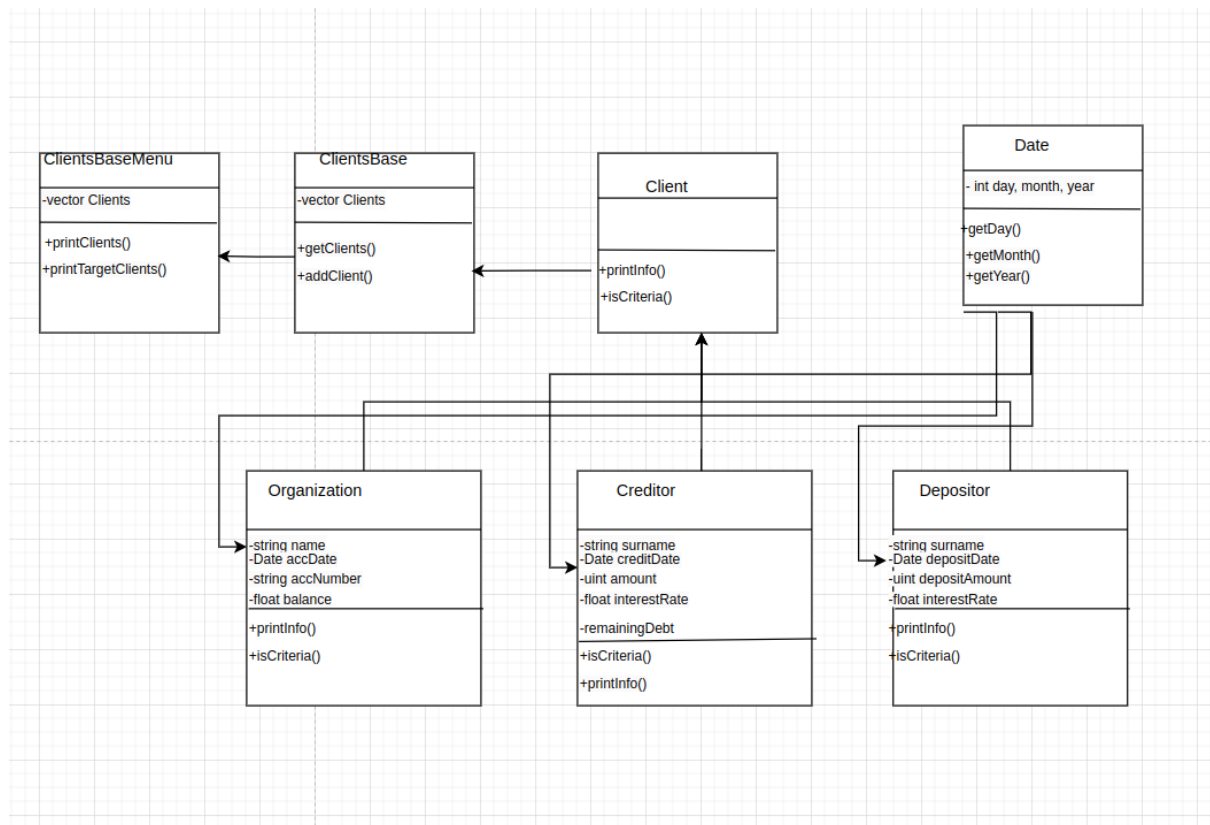 ClientsBaseMenu
-vector Clients
+printClients()
+printTargetClients()
ClientsBase
-vector Clients
+getClients()
+addClient()
Client
+printInfo()
+isCriteria()
Date
- int day, month, year
+getDay()
+getMonth()
+getYear()
Organization
-string name
-Date accDate
-string accNumber
-float balance
+printInfo()
+isCriteria()
Creditor
-string surname
-Date creditDate
-uint amount
-float interestRate
-remainingDebt
+isCriteria()
+printInfo()
Depositor
-string surname
-Date depositDate
-uint depositAmount
-float interestRate
+printInfo()
+isCriteria()